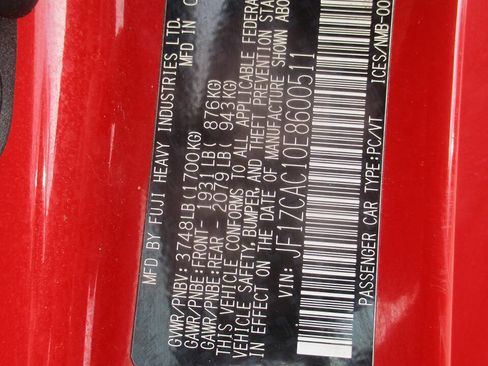 MFD BY FUJI HEAVY INDUSTRIES LTD.
MFD IN
GVWR/PNBV: 3748LB(1700KG)
GAWR/PNBE:FRONT- 1931LB( 876KG)
GAWR/PNBE:REAR - 2079LB( 943KG)
THIS VEHICLE CONFORMS TO ALL APPLICABLE FEDERAL
VEHICLE SAFETY,BUMPER, AND THEFT PREVENTION
IN EFFECT ON THE DATE OF MANUFACTURE SHOWN ABOV
VIN: JF1ZCAC10E8600511
PASSENGER CAR TYPE:PC/VT ICES/NMB-00